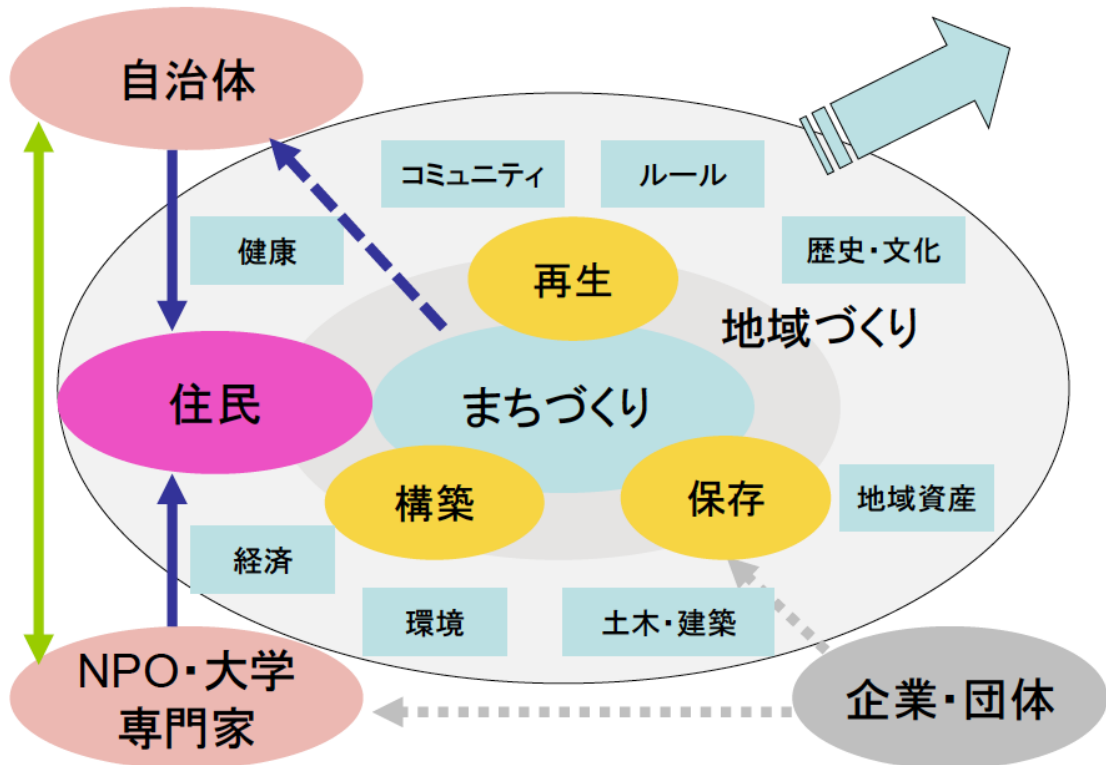 自治体
コミュニティ
ルール
健康
歴史・文化
再生
地域づくり
住民
まちづくり
構築
保存
地域資産
経済
環境
土木・建築
NPO・大学
専門家
企業・団体